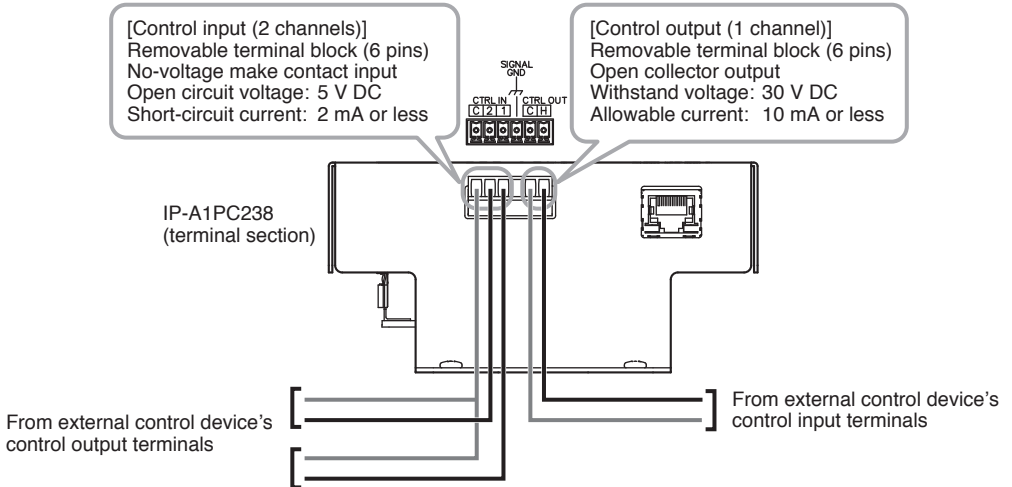 [Control input (2 channels)]
Removable terminal block (6 pins)
No-voltage make contact input
Open circuit voltage: 5 V DC
Short-circuit current: 2 mA or less
[Control output (1 channel)]
Removable terminal block (6 pins)
Open collector output
Withstand voltage: 30 V DC
Allowable current: 10 mA or less
SIGNAL
GND
CTRL IN
CTRL OUT
C 2 1
C H
IP-A1PC238
(terminal section)
From external control device's
control output terminals
From external control device's
control input terminals